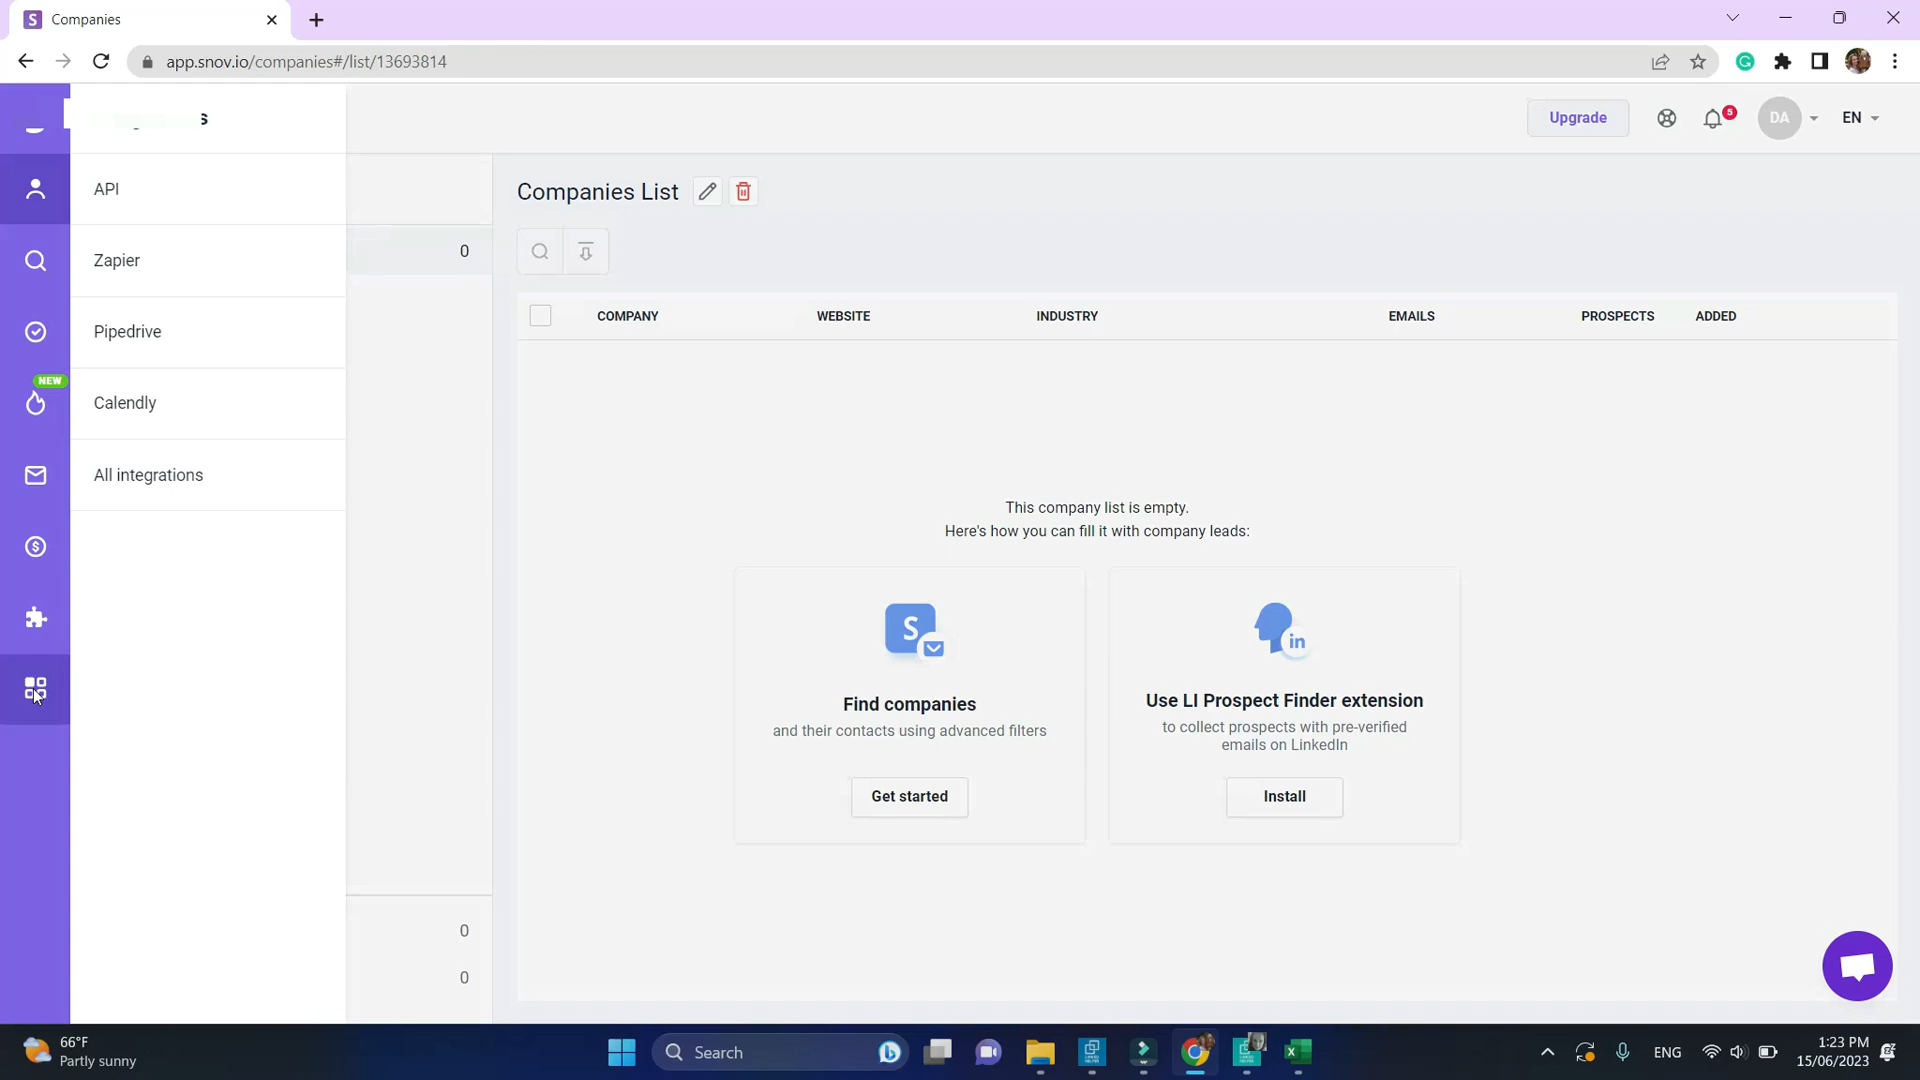 S Companies
app.snov.io/companies#/list/13693814
s
Upgrade
5
DA
EN
API
Zapier
Pipedrive
NEW
Calendly
All integrations
0
0
0
Companies List
COMPANY WEBSITE INDUSTRY EMAILS PROSPECTS ADDED
This company list is empty.
Here's how you can fill it with company leads:
S
Find companies
and their contacts using advanced filters
Get started
in
Use LI Prospect Finder extension
to collect prospects with pre-verified
emails on LinkedIn
Install
66°F
Partly sunny
Search
ENG
1:23 PM
15/06/2023